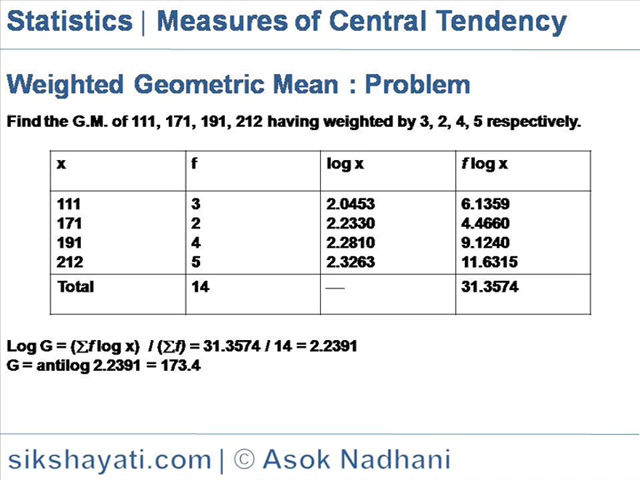 Statistics | Measures of Central Tendency
Weighted Geometric Mean : Problem
Find the G.M. of 111, 171, 191, 212 having weighted by 3, 2, 4, 5 respectively.
x f log x f log x
111 3 2.0453 6.1359
171 2 2.2330 4.4660
191 4 2.2810 9.1240
212 5 2.3263 11.6315
Total 14 — 31.3574
Log G = (∑f log x) / (∑f) = 31.3574 / 14 = 2.2391
G = antilog 2.2391 = 173.4
sikshayati.com | © Asok Nadhani